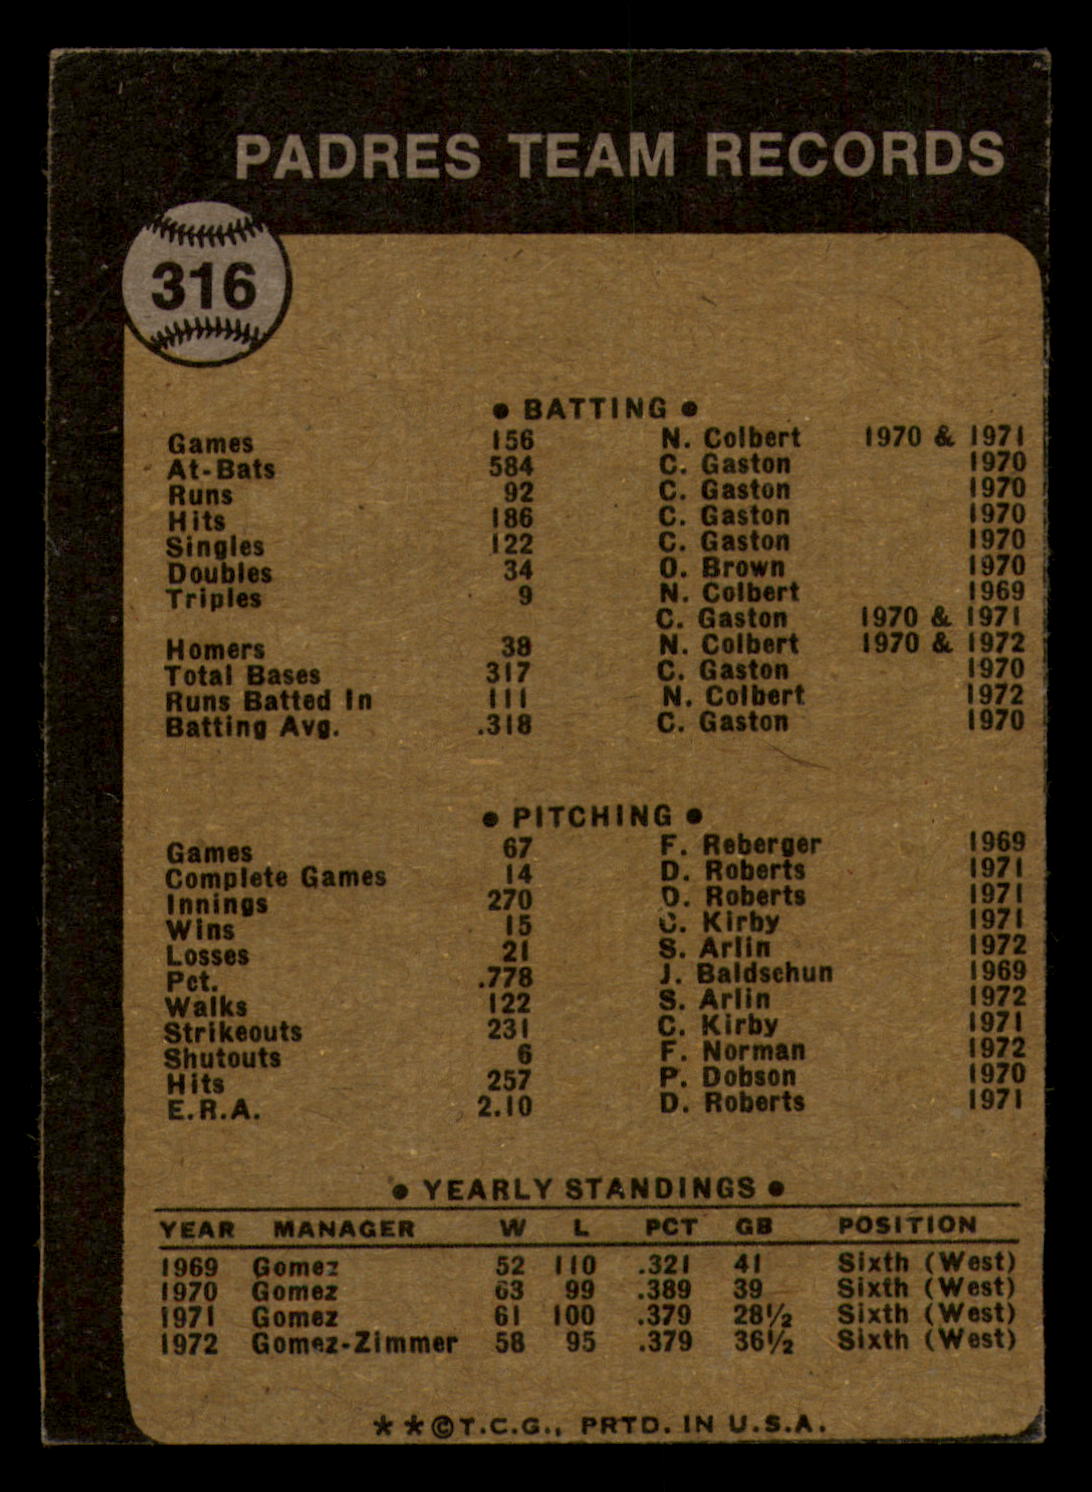 PADRES TEAM RECORDS
316
• BATTING •
Games 156 N. Colbert 1970 & 1971
At-Bats 584 C. Gaston 1970
Runs 92 C. Gaston 1970
Hits 186 C. Gaston 1970
Singles 122 C. Gaston 1970
Doubles 34 O. Brown 1970
Triples 9 N. Colbert 1969
C. Gaston 1970 & 1971
Homers 38 N. Colbert 1970 & 1972
Total Bases 317 C. Gaston 1970
Runs Batted In 111 N. Colbert 1972
Batting Avg. .318 C. Gaston 1970
• PITCHING •
Games 67 F. Reberger 1969
Complete Games 14 D. Roberts 1971
Innings 270 D. Roberts 1971
Wins 15 C. Kirby 1971
Losses 21 S. Arlin 1972
Pct. .778 J. Baldschun 1969
Walks 122 S. Arlin 1972
Strikeouts 231 C. Kirby 1971
Shutouts 6 F. Norman 1972
Hits 257 P. Dobson 1970
E.R.A. 2.10 D. Roberts 1971
• YEARLY STANDINGS •
YEAR MANAGER W L PCT GB POSITION
1969 Gomez 52 110 .321 41 Sixth (West)
1970 Gomez 63 99 .389 39 Sixth (West)
1971 Gomez 61 100 .379 28½ Sixth (West)
1972 Gomez-Zimmer 58 95 .379 36½ Sixth (West)
**©T.C.G., PRTD. IN U.S.A.